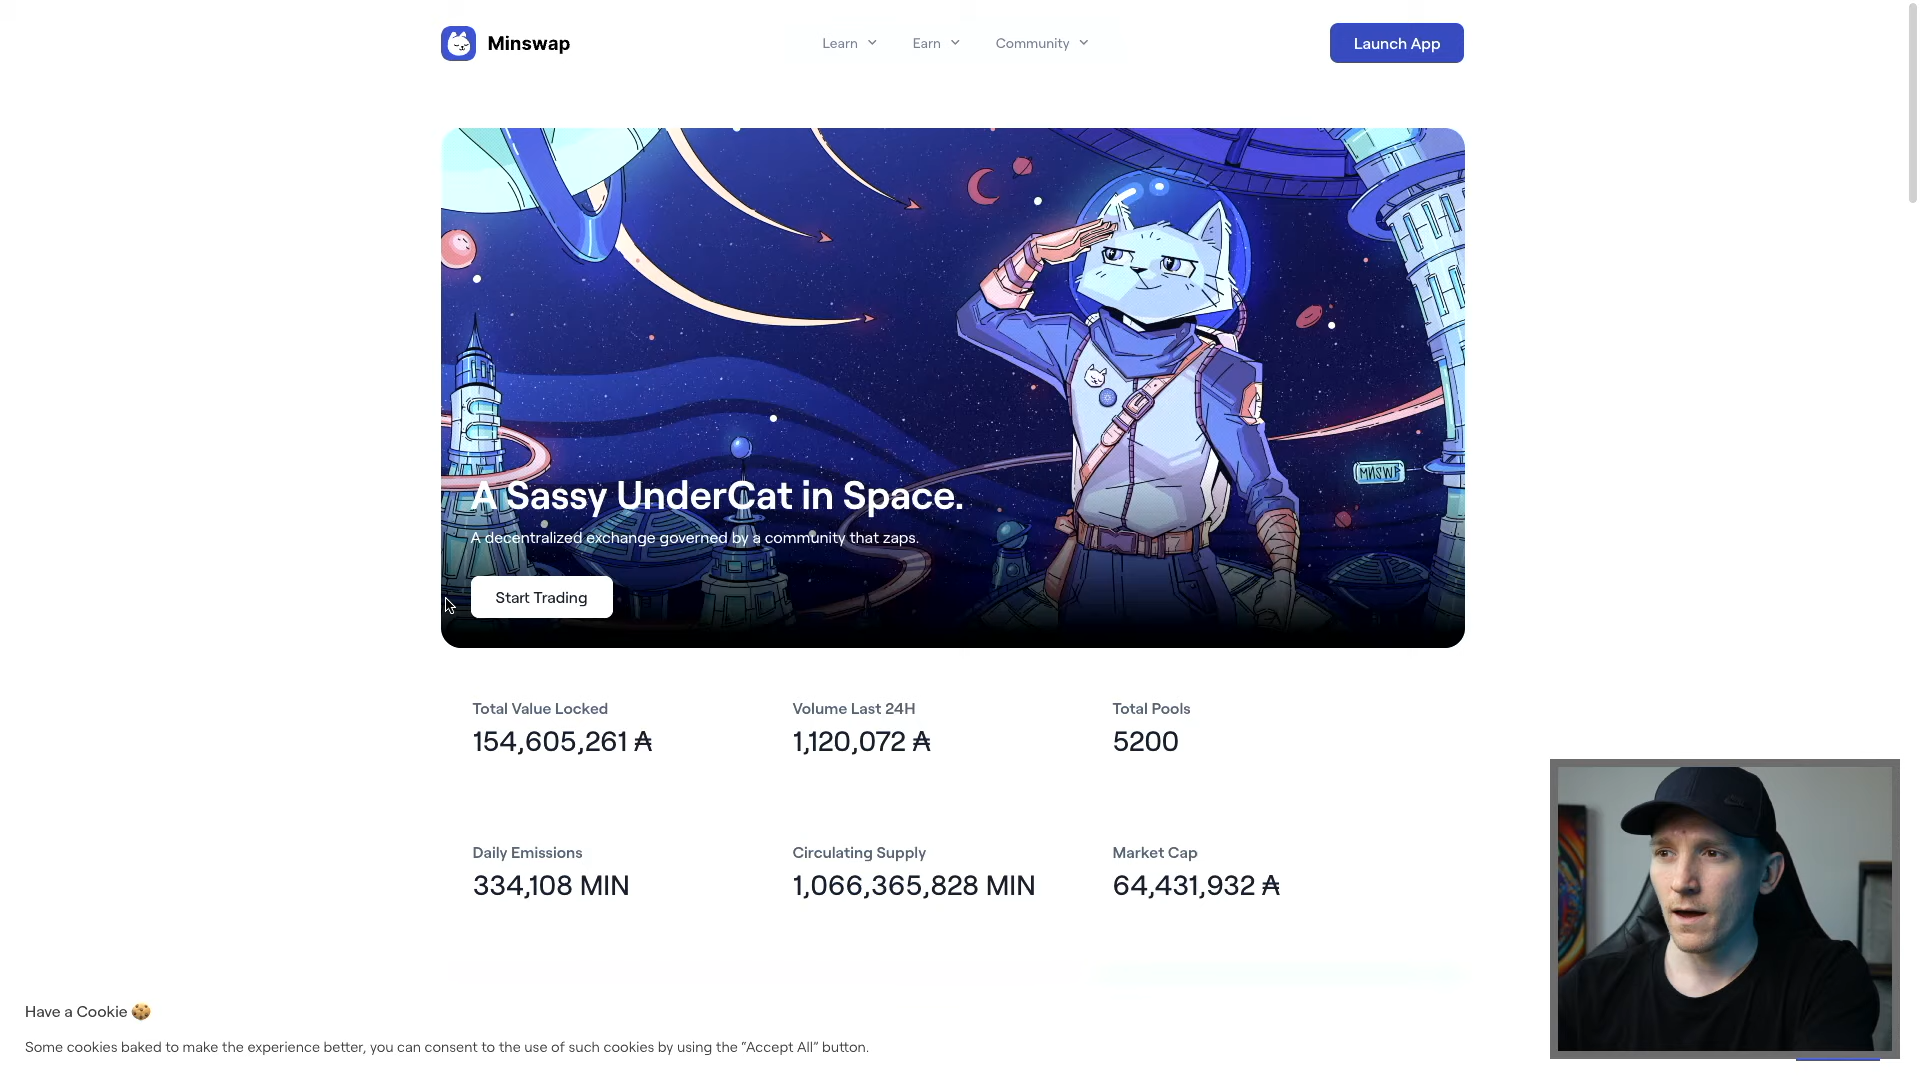 Minswap
Learn
Earn
Community
Launch App
MИSWP
A Sassy UnderCat in Space.
A decentralized exchange governed by a community that zaps.
Start Trading
Total Value Locked
154,605,261 ₳
Volume Last 24H
1,120,072 ₳
Total Pools
5200
Daily Emissions
334,108 MIN
Circulating Supply
1,066,365,828 MIN
Market Cap
64,431,932 ₳
Have a Cookie 🍪
Some cookies baked to make the experience better, you can consent to the use of such cookies by using the “Accept All” button.